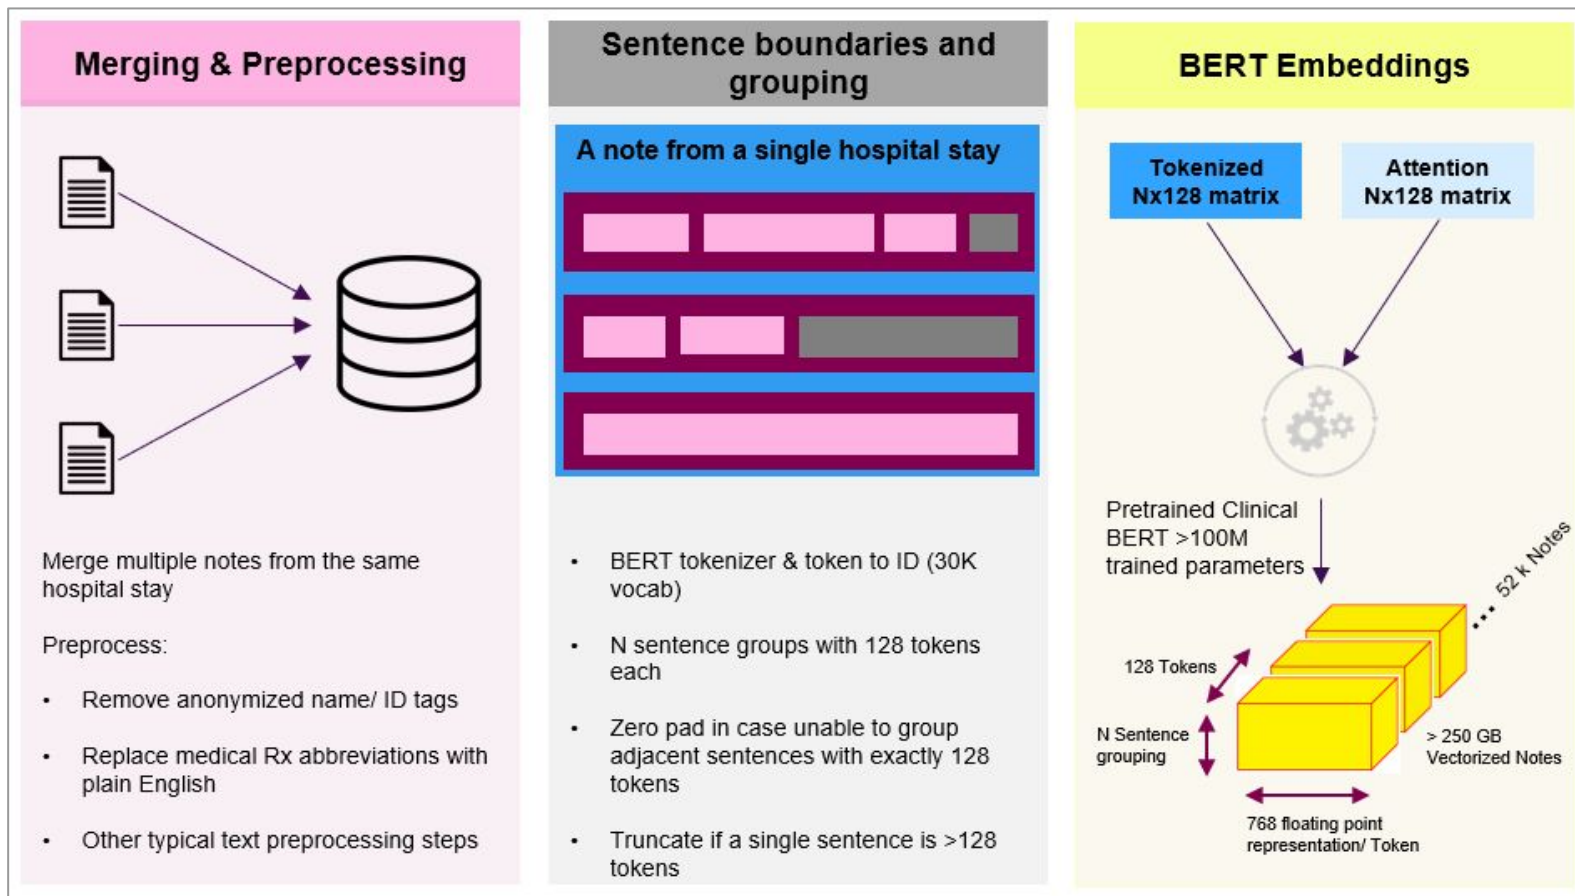 Merging & Preprocessing
Merge multiple notes from the same
hospital stay
Preprocess:
• Remove anonymized name/ ID tags
• Replace medical Rx abbreviations with
plain English
• Other typical text preprocessing steps
Sentence boundaries and
grouping
A note from a single hospital stay
• BERT tokenizer & token to ID (30K
vocab)
• N sentence groups with 128 tokens
each
• Zero pad in case unable to group
adjacent sentences with exactly 128
tokens
• Truncate if a single sentence is >128
tokens
BERT Embeddings
Tokenized
Nx128 matrix
Attention
Nx128 matrix
Pretrained Clinical
BERT >100M
trained parameters
52 k Notes
128 Tokens
N Sentence
grouping
> 250 GB
Vectorized Notes
768 floating point
representation/ Token